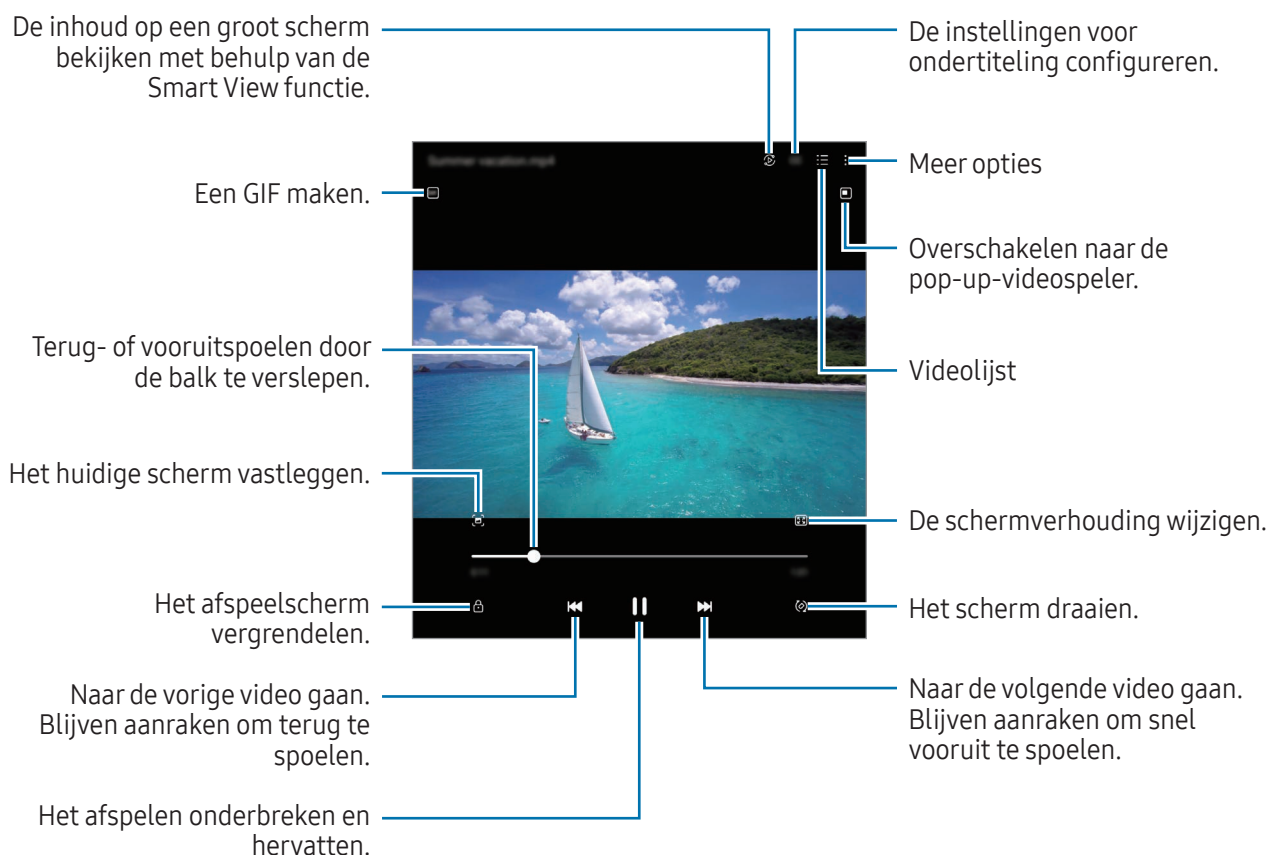 De inhoud op een groot scherm
bekijken met behulp van de
Smart View functie.
De instellingen voor
ondertiteling configureren.
Summer vacation.mp4
Meer opties
Een GIF maken.
Overschakelen naar de
pop-up-videospeler.
Terug- of vooruitspoelen door
de balk te verslepen.
Videolijst
Het huidige scherm vastleggen.
De schermverhouding wijzigen.
Het afspeelscherm
vergrendelen.
Het scherm draaien.
Naar de vorige video gaan.
Blijven aanraken om terug te
spoelen.
Naar de volgende video gaan.
Blijven aanraken om snel
vooruit te spoelen.
Het afspelen onderbreken en
hervatten.